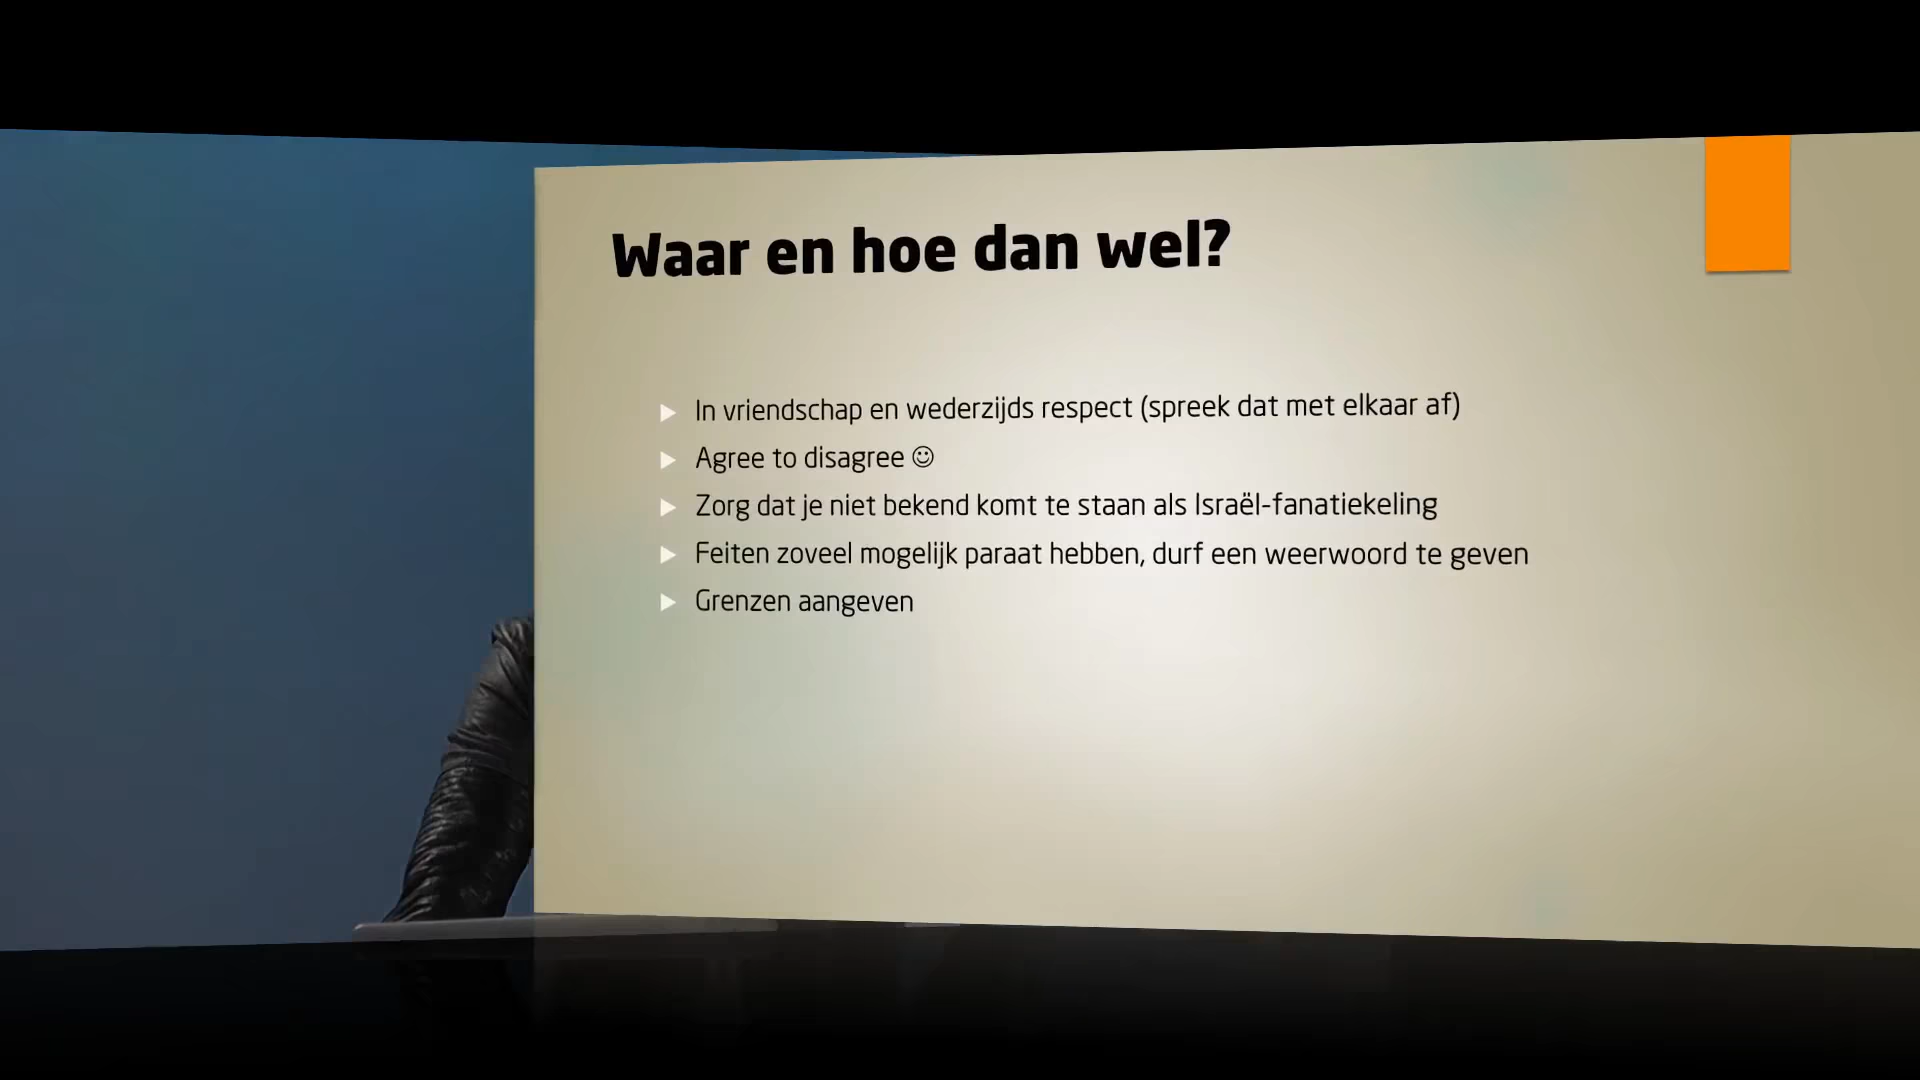 Waar en hoe dan wel?
In vriendschap en wederzijds respect (spreek dat met elkaar af)
Agree to disagree ☺
Zorg dat je niet bekend komt te staan als Israël-fanatiekeling
Feiten zoveel mogelijk paraat hebben, durf een weerwoord te geven
Grenzen aangeven